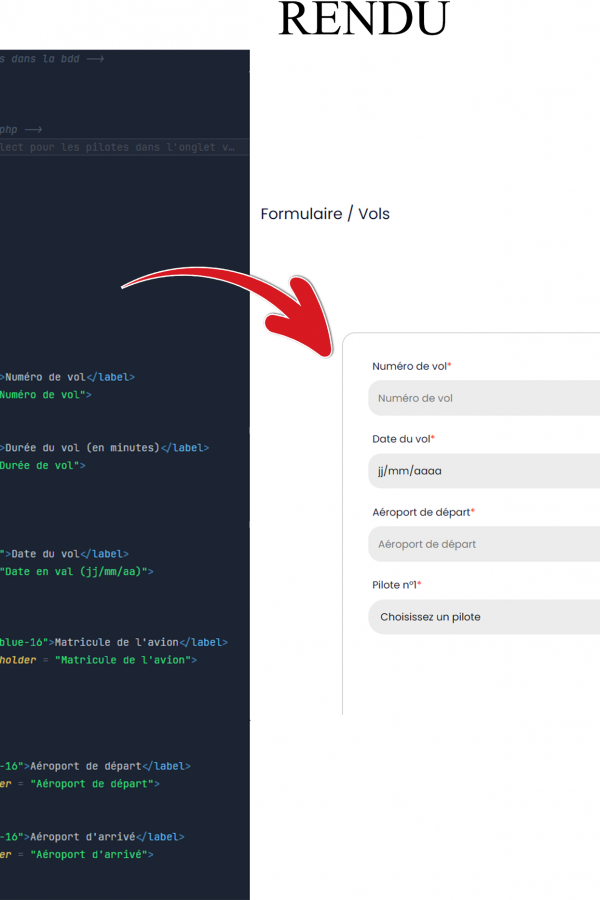 RENDU
s dans la bdd -->
php -->
lect pour les pilotes dans l'onglet v…
>Numéro de vol</label>
Numéro de vol">
>Durée du vol (en minutes)</label>
Durée de vol">
">Date du vol</label>
"Date en val (jj/mm/aa)">
blue-16">Matricule de l'avion</label>
holder = "Matricule de l'avion">
-16">Aéroport de départ</label>
er = "Aéroport de départ">
-16">Aéroport d'arrivé</label>
er = "Aéroport d'arrivé">
Formulaire / Vols
Numéro de vol*
Numéro de vol
Date du vol*
jj/mm/aaaa
Aéroport de départ*
Aéroport de départ
Pilote n°1*
Choisissez un pilote